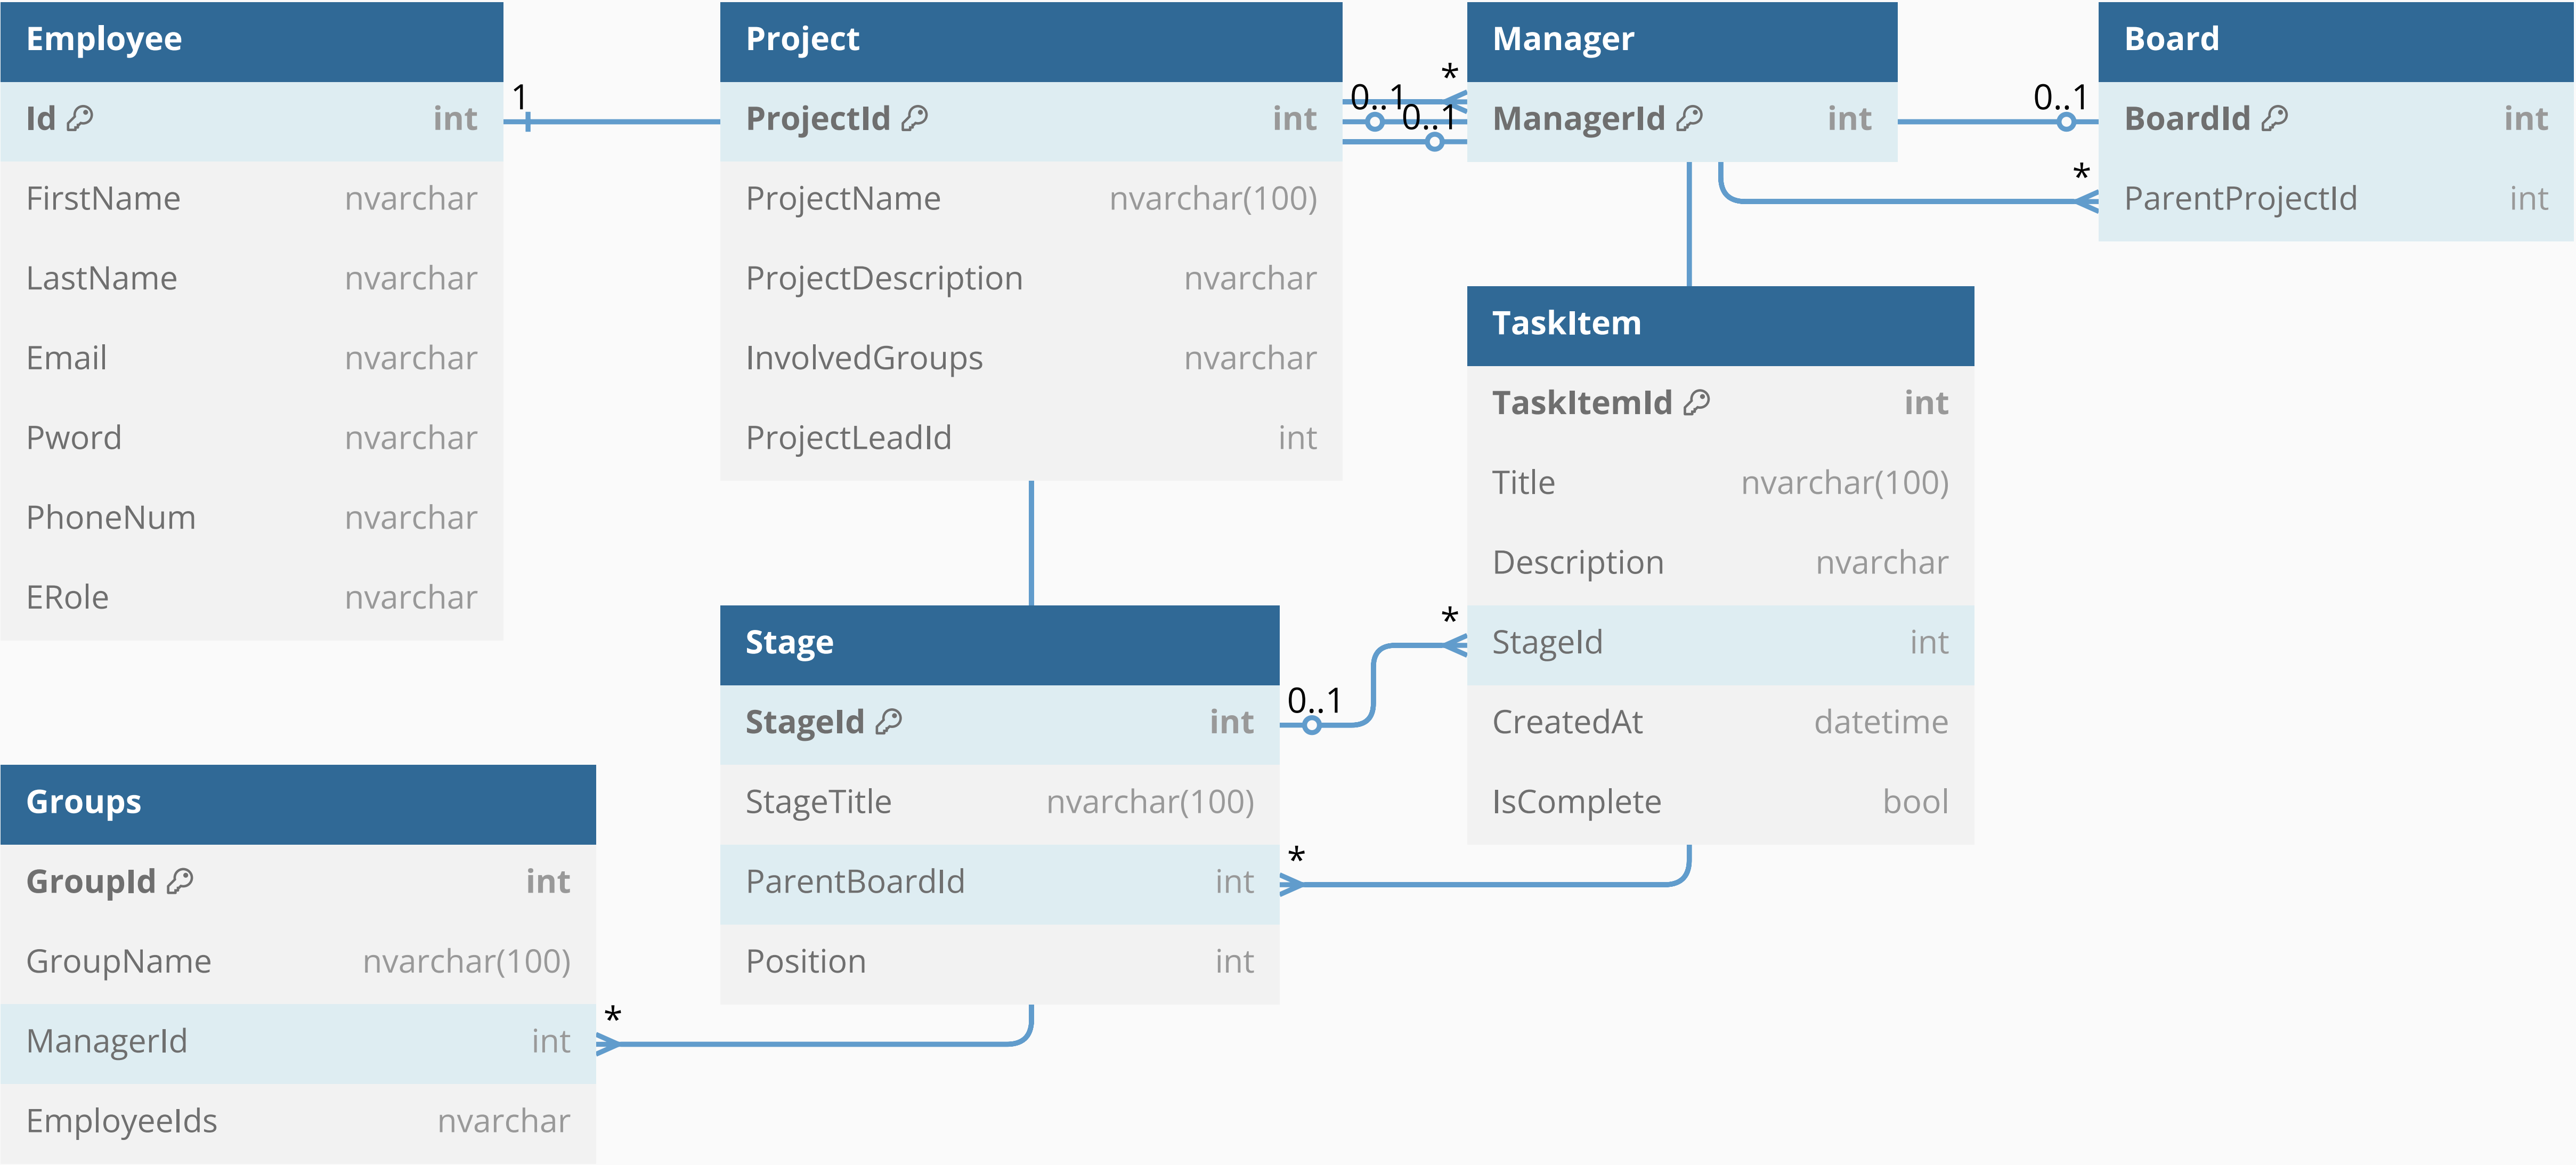 Employee
Id int
FirstName nvarchar
LastName nvarchar
Email nvarchar
Pword nvarchar
PhoneNum nvarchar
ERole nvarchar
1
Project
ProjectId int
ProjectName nvarchar(100)
ProjectDescription nvarchar
InvolvedGroups nvarchar
ProjectLeadId int
*
0..1
0..1
Manager
ManagerId int
0..1
*
Board
BoardId int
ParentProjectId int
TaskItem
TaskItemId int
Title nvarchar(100)
Description nvarchar
StageId int
CreatedAt datetime
IsComplete bool
*
0..1
*
Stage
StageId int
StageTitle nvarchar(100)
ParentBoardId int
Position int
Groups
GroupId int
GroupName nvarchar(100)
ManagerId int
EmployeeIds nvarchar
*